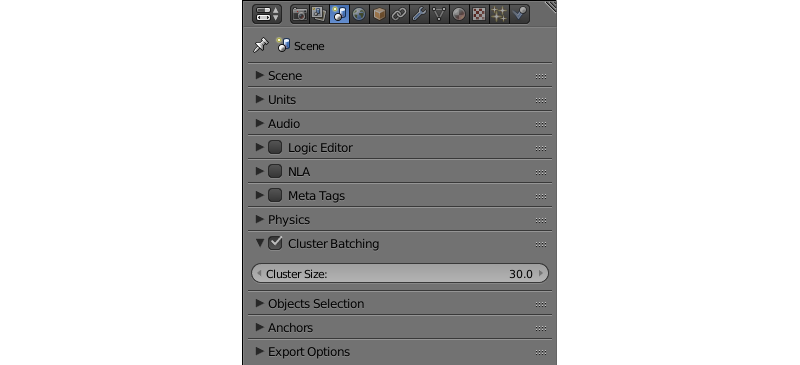 Scene
Scene
Units
Audio
Logic Editor
NLA
Meta Tags
Physics
Cluster Batching
Cluster Size: 30.0
Objects Selection
Anchors
Export Options